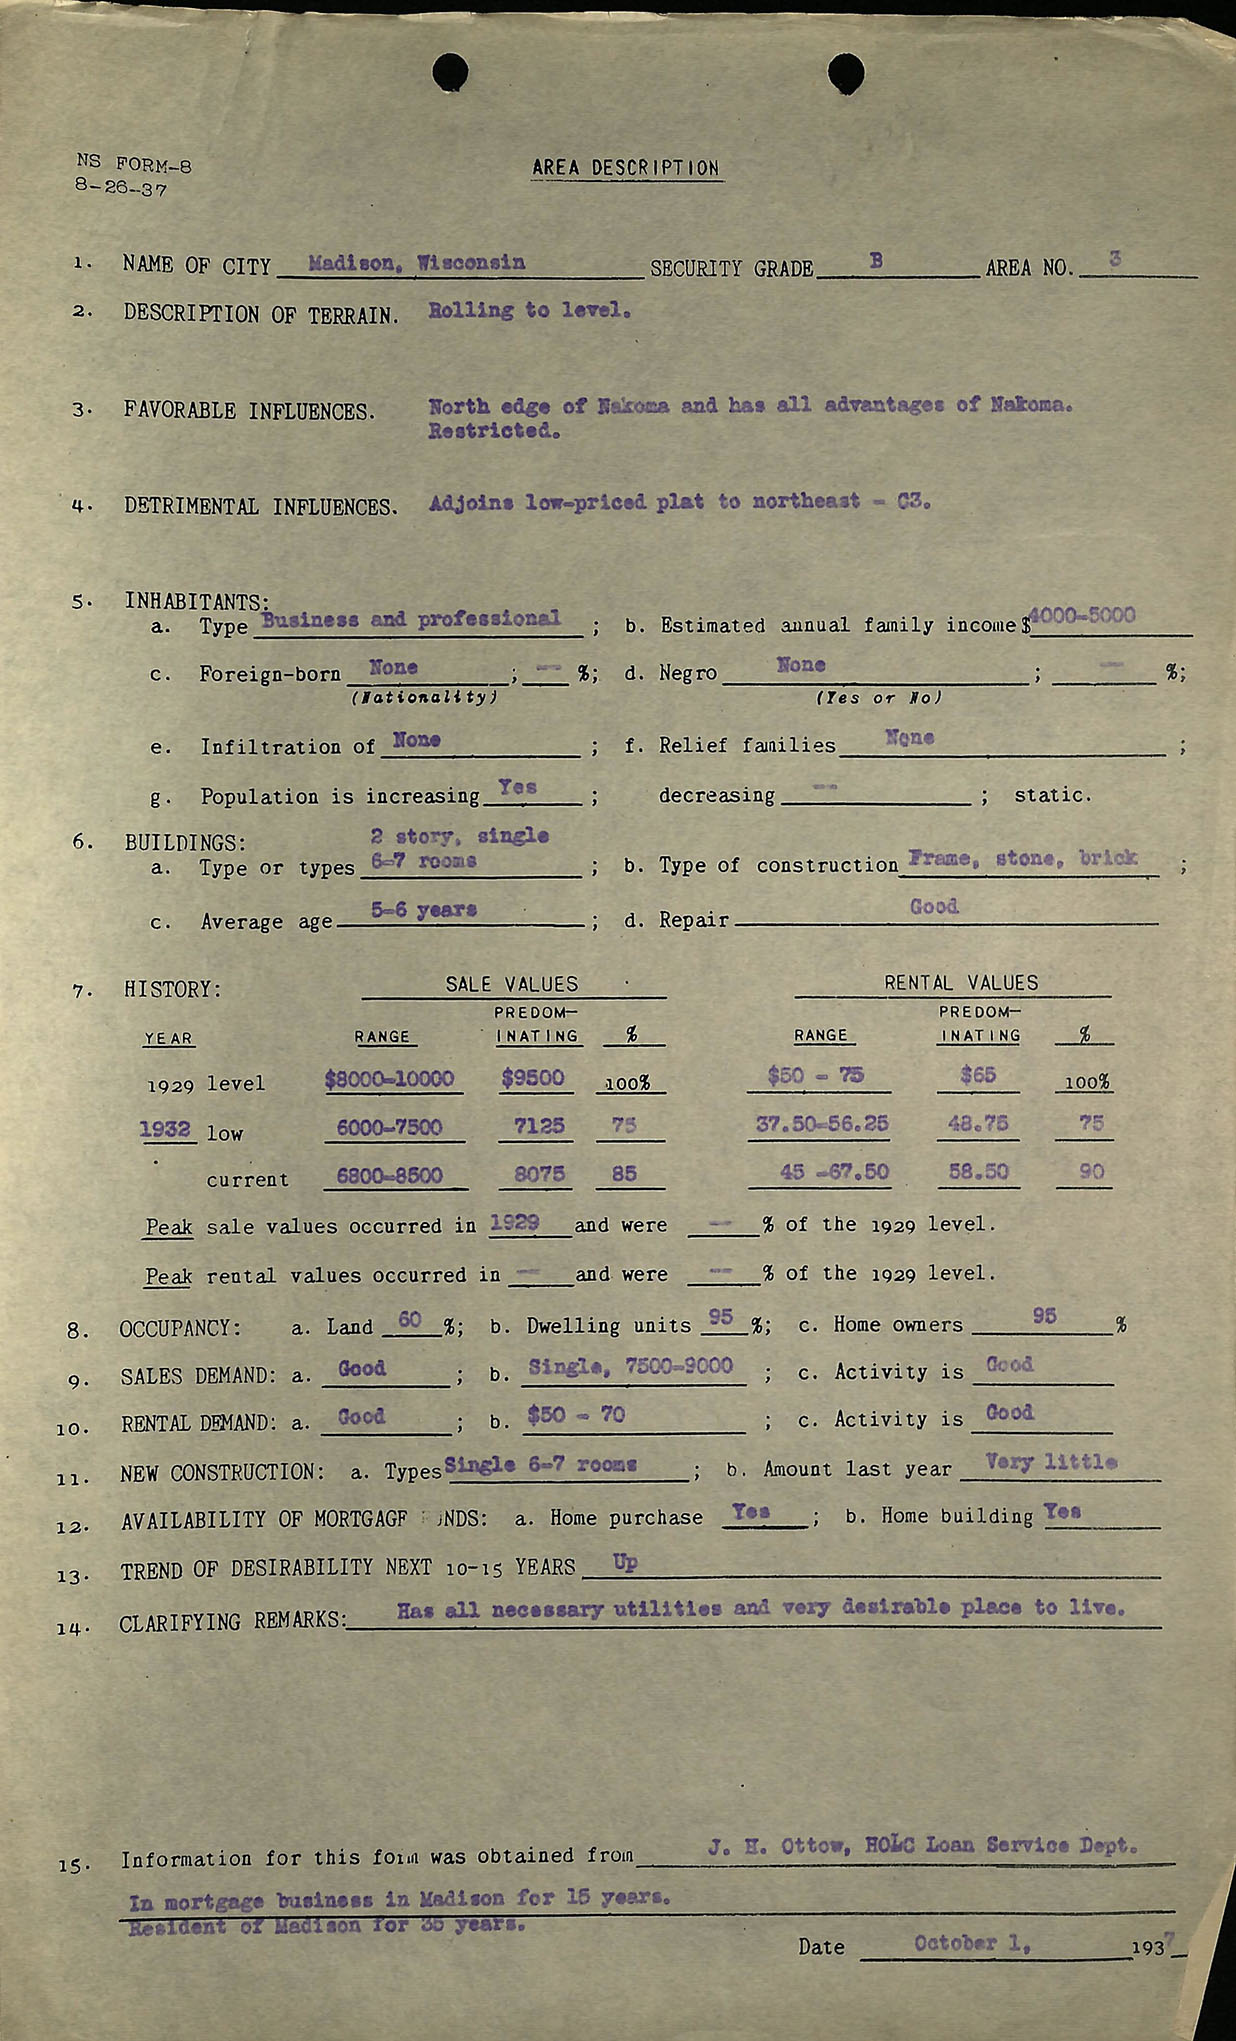 NS FORM-8
8-26-37
AREA DESCRIPTION
1. NAME OF CITY Madison, Wisconsin SECURITY GRADE B AREA NO. 3
2. DESCRIPTION OF TERRAIN. Rolling to level.
3. FAVORABLE INFLUENCES. North edge of Nakoma and has all advantages of Nakoma.
Restricted.
4. DETRIMENTAL INFLUENCES. Adjoins low-priced plat to northeast - C3.
5. INHABITANTS:
a. Type Business and professional ; b. Estimated annual family income $4000-5000
c. Foreign-born None ; -- %; d. Negro None ; -- %;
(Nationality) (Yes or No)
e. Infiltration of None ; f. Relief families None ;
g. Population is increasing Yes ; decreasing -- ; static.
6. BUILDINGS: 2 story, single
a. Type or types 6-7 rooms ; b. Type of construction Frame, stone, brick ;
c. Average age 5-6 years ; d. Repair Good
7. HISTORY: SALE VALUES RENTAL VALUES
PREDOM- PREDOM-
YEAR RANGE INATING % RANGE INATING %
1929 level $8000-10000 $9500 100% $50 - 75 $65 100%
1932 low 6000-7500 7125 75 37.50-56.25 48.75 75
current 6800-8500 8075 85 45 -67.50 58.50 90
Peak sale values occurred in 1929 and were -- % of the 1929 level.
Peak rental values occurred in -- and were -- % of the 1929 level.
8. OCCUPANCY: a. Land 60 %; b. Dwelling units 95 %; c. Home owners 95 %
9. SALES DEMAND: a. Good ; b. Single, 7500-9000 ; c. Activity is Good
10. RENTAL DEMAND: a. Good ; b. $50 - 70 ; c. Activity is Good
11. NEW CONSTRUCTION: a. Types Single 6-7 rooms ; b. Amount last year Very little
12. AVAILABILITY OF MORTGAGE FUNDS: a. Home purchase Yes ; b. Home building Yes
13. TREND OF DESIRABILITY NEXT 10-15 YEARS Up
14. CLARIFYING REMARKS: Has all necessary utilities and very desirable place to live.
15. Information for this form was obtained from J. H. Ottow, HOLC Loan Service Dept.
In mortgage business in Madison for 15 years.
Resident of Madison for 35 years.
Date October 1, 1937